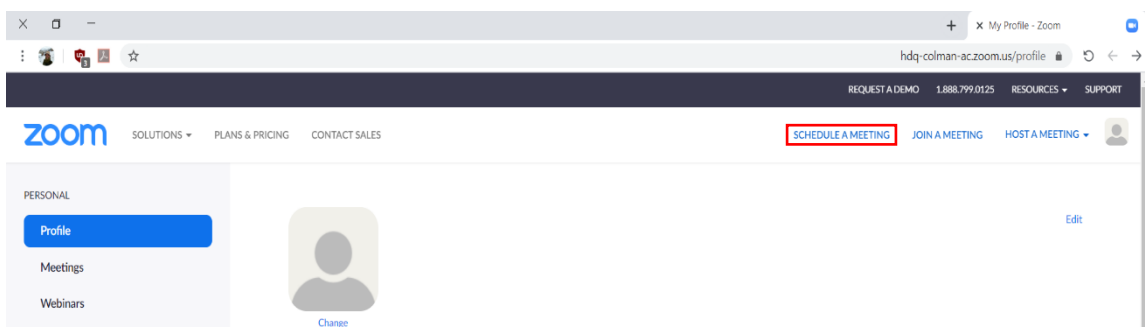 My Profile - Zoom
hdq-colman-ac.zoom.us/profile
3
REQUEST A DEMO 1.888.799.0125 RESOURCES SUPPORT
zoom SOLUTIONS PLANS & PRICING CONTACT SALES SCHEDULE A MEETING JOIN A MEETING HOST A MEETING
PERSONAL
Profile
Meetings
Webinars
Change
Edit